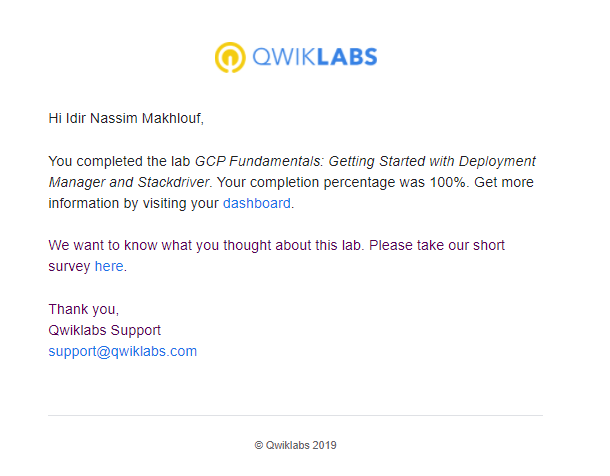 QWIKLABS
Hi Idir Nassim Makhlouf,
You completed the lab GCP Fundamentals: Getting Started with Deployment
Manager and Stackdriver. Your completion percentage was 100%. Get more
information by visiting your dashboard.
We want to know what you thought about this lab. Please take our short
survey here.
Thank you,
Qwiklabs Support
support@qwiklabs.com
© Qwiklabs 2019